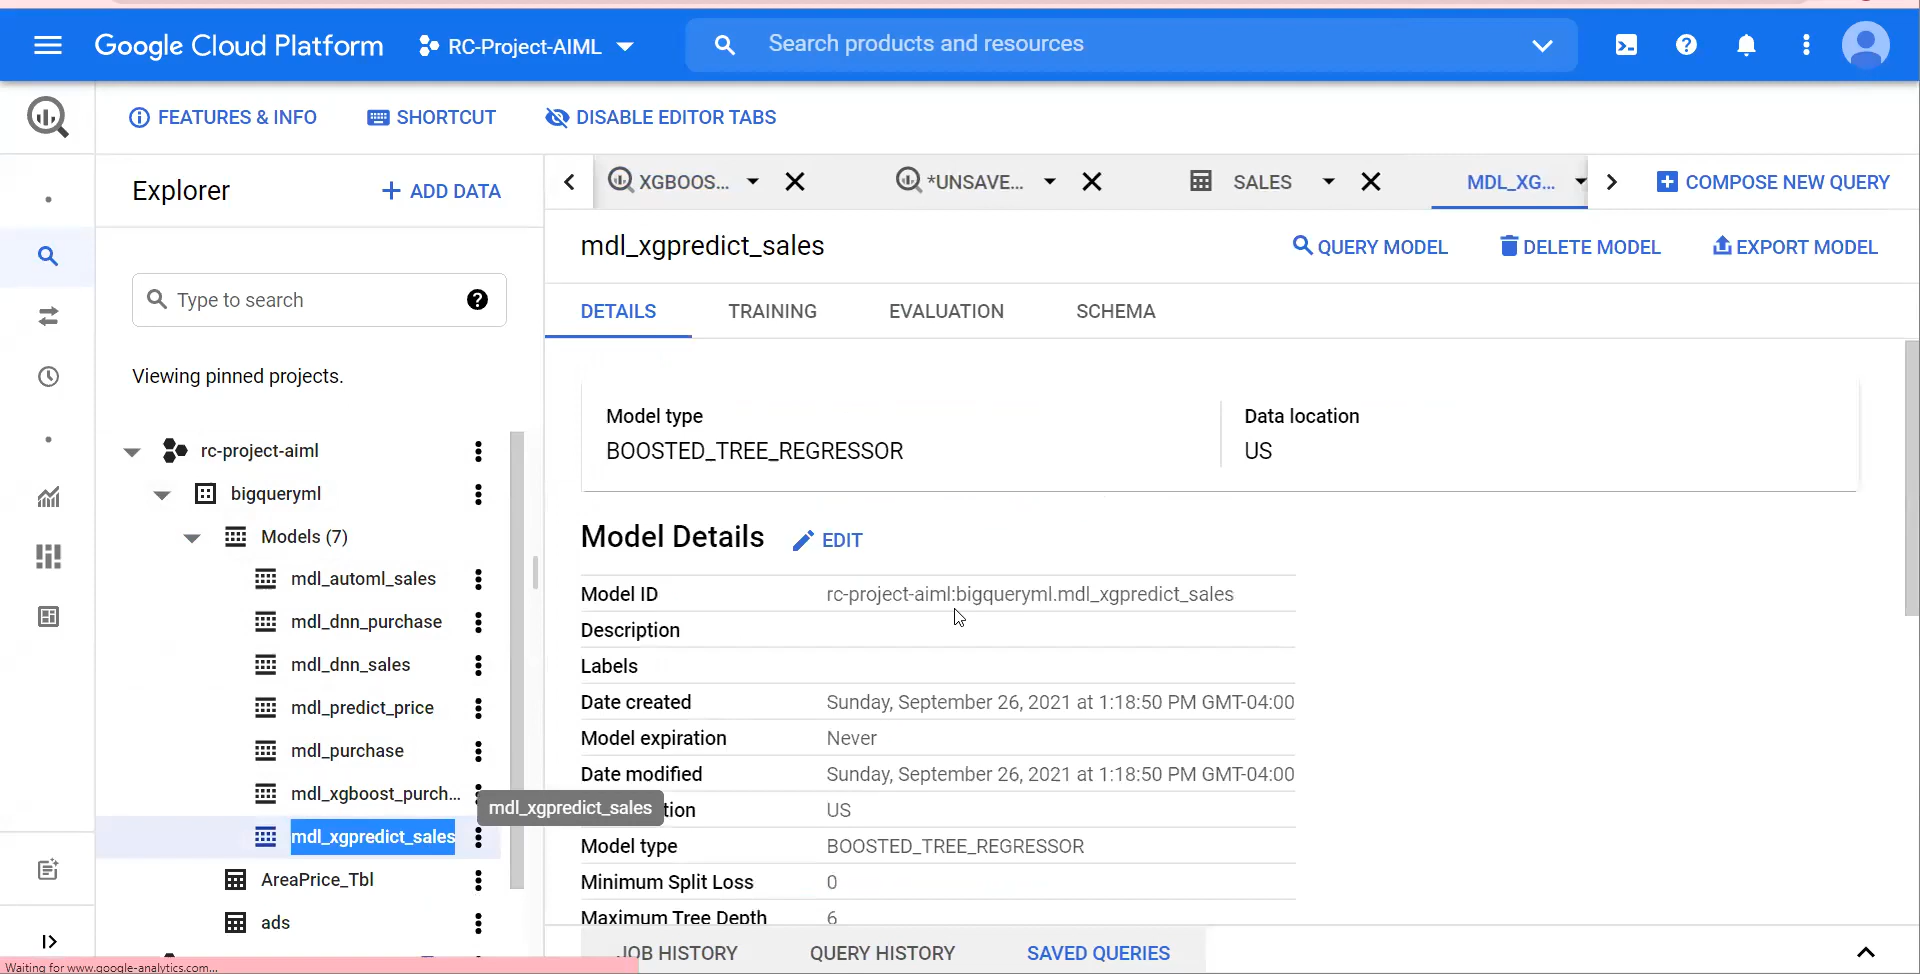 Google Cloud Platform RC-Project-AIML Search products and resources
FEATURES & INFO SHORTCUT DISABLE EDITOR TABS
Explorer + ADD DATA
XGBOOS... *UNSAVE... SALES MDL_XG... COMPOSE NEW QUERY
mdl_xgpredict_sales QUERY MODEL DELETE MODEL EXPORT MODEL
DETAILS TRAINING EVALUATION SCHEMA
Type to search
Viewing pinned projects.
rc-project-aiml
bigqueryml
Models (7)
mdl_automl_sales
mdl_dnn_purchase
mdl_dnn_sales
mdl_predict_price
mdl_purchase
mdl_xgboost_purch...
mdl_xgpredict_sales
mdl_xgpredict_sales
AreaPrice_Tbl
ads
Model type Data location
BOOSTED_TREE_REGRESSOR US
Model Details EDIT
Model ID rc-project-aiml:bigqueryml.mdl_xgpredict_sales
Description
Labels
Date created Sunday, September 26, 2021 at 1:18:50 PM GMT-04:00
Model expiration Never
Date modified Sunday, September 26, 2021 at 1:18:50 PM GMT-04:00
tion US
Model type BOOSTED_TREE_REGRESSOR
Minimum Split Loss 0
Maximum Tree Depth 6
JOB HISTORY QUERY HISTORY SAVED QUERIES
Waiting for www.google-analytics.com...